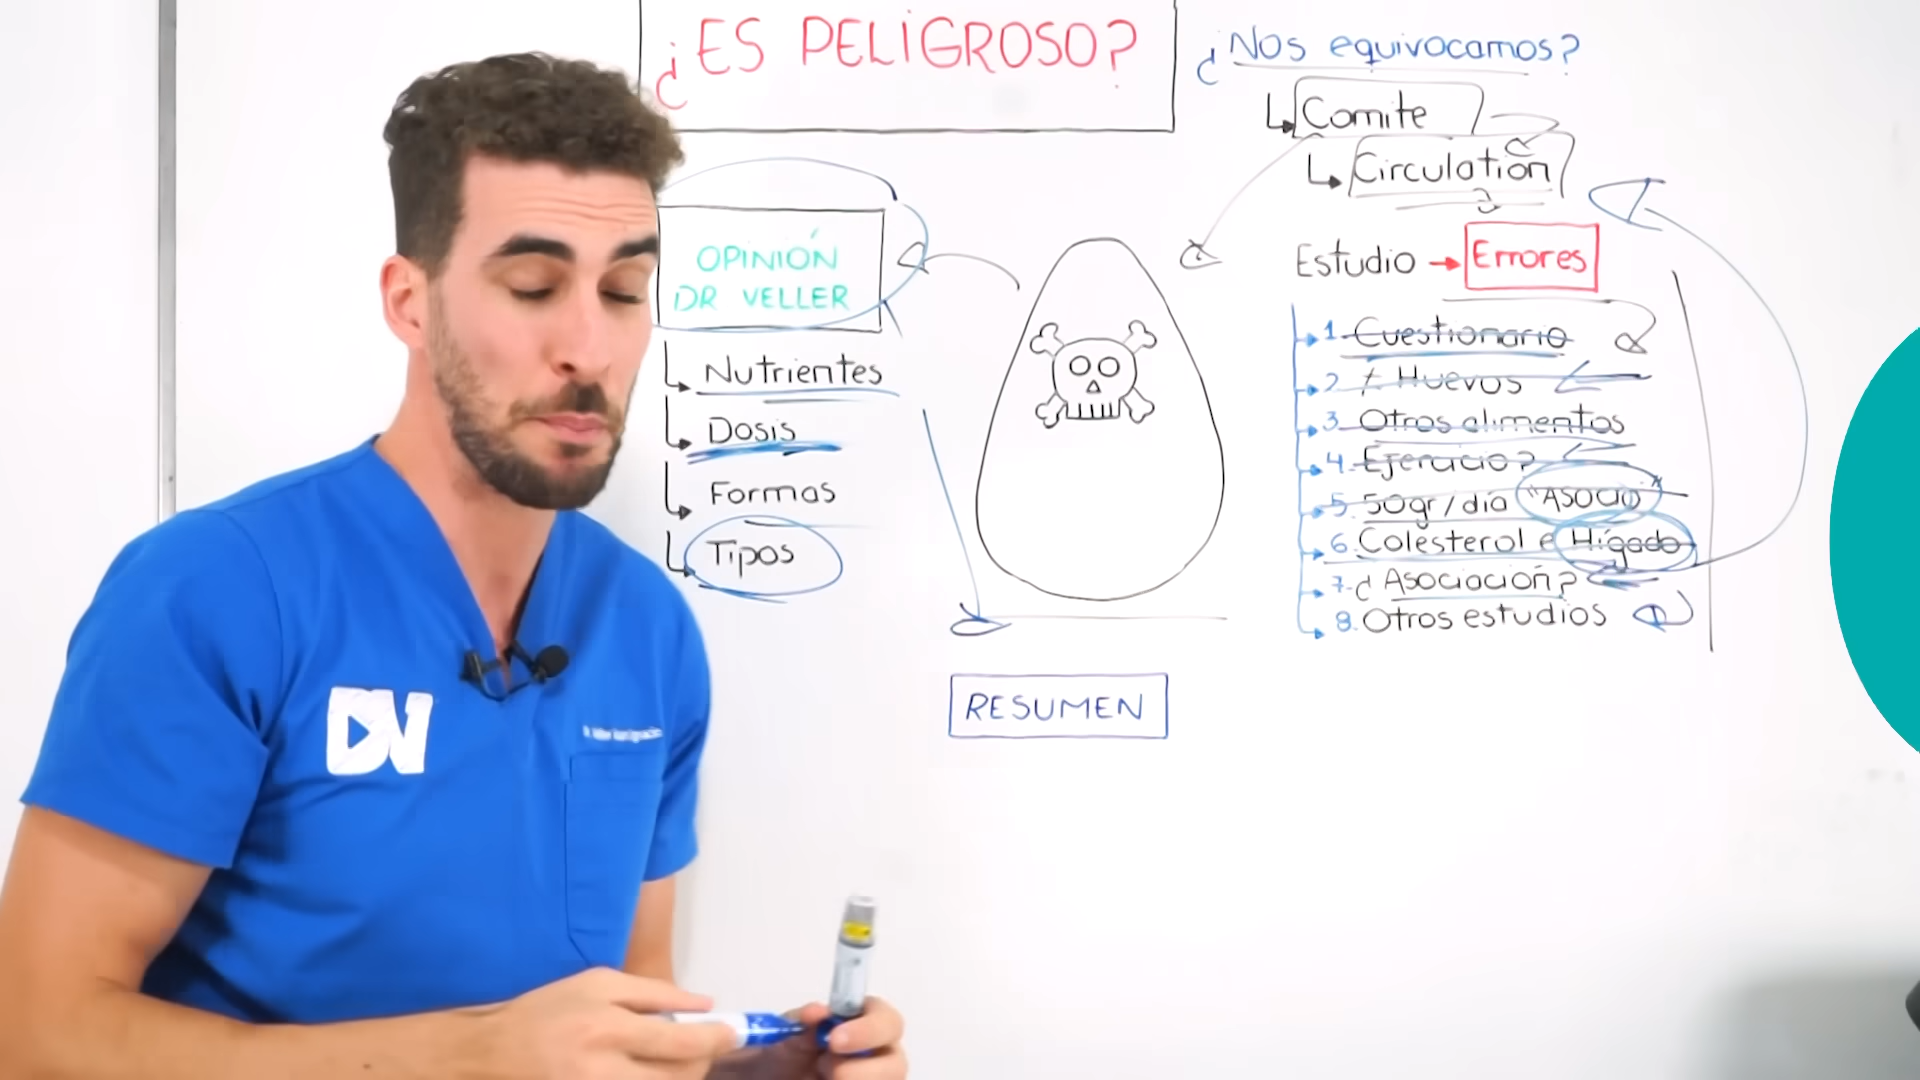 ¿ES PELIGROSO?
OPINIÓN
DR VELLER
Nutrientes
Dosis
Formas
Tipos
RESUMEN
¿Nos equivocamos?
Comite
Circulation
Estudio → Errores
1. Cuestionario
2 Huevos
3. Otros alimentos
4. Ejercicio?
5. 50gr/día "ASOCIO"
6. Colesterol e Hígado
7. ¿Asociación?
8. Otros estudios
DV